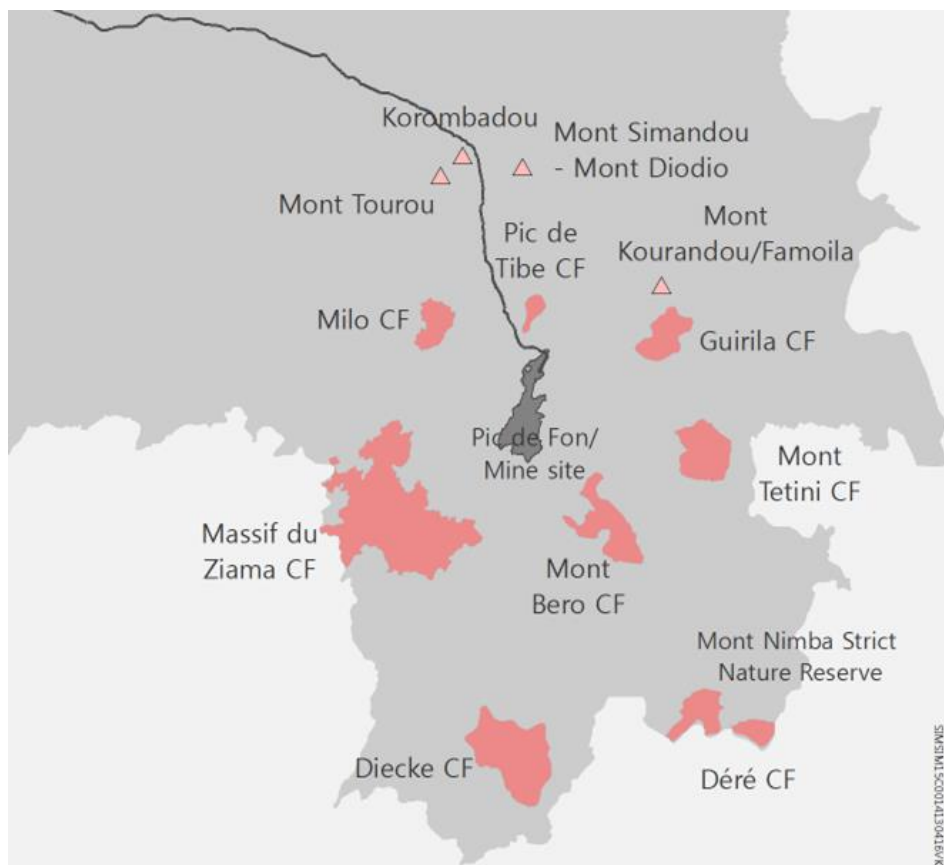 Korombadou
Mont Simandou
- Mont Diodio
Mont Tourou
Pic de
Tibe CF
Mont
Kourandou/Famoila
Milo CF
Guirila CF
Pic de Fon/
Mine site
Mont
Tetini CF
Massif du
Ziama CF
Mont
Bero CF
Mont Nimba Strict
Nature Reserve
Diecke CF
Déré CF